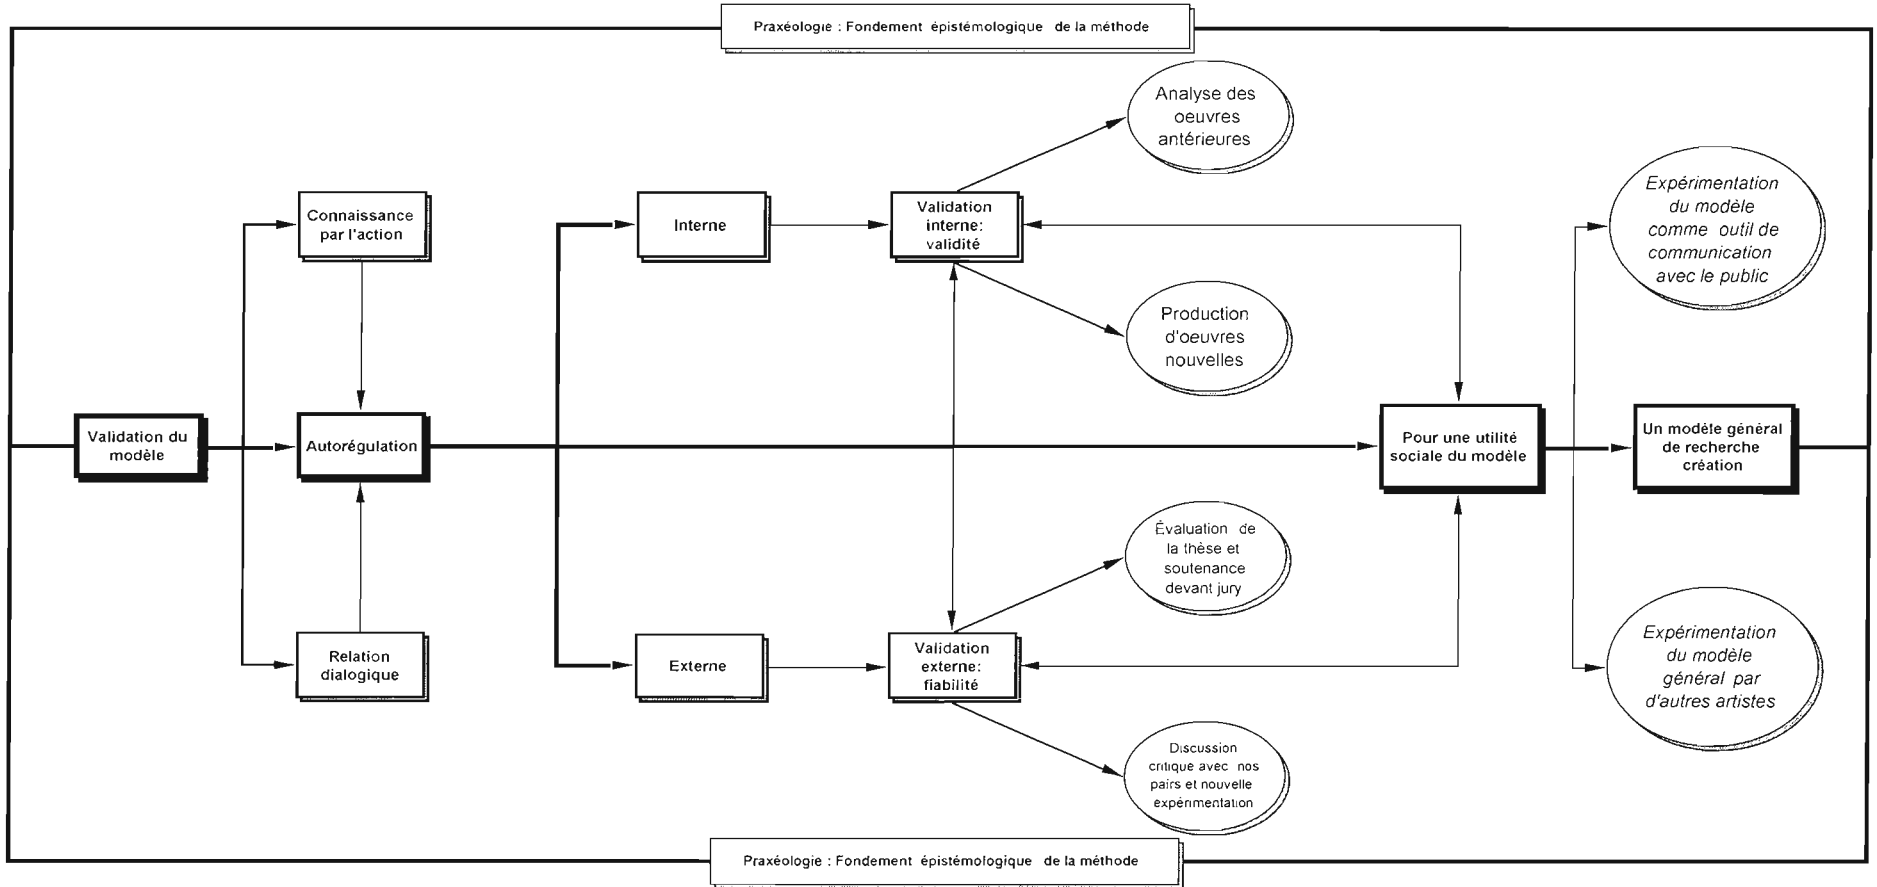 Praxéologie : Fondement épistémologique de la méthode
Analyse des
oeuvres
antérieures
Connaissance
par l'action
Interne
Validation
interne:
validité
Expérimentation
du modèle
comme outil de
communication
avec le public
Production
d'oeuvres
nouvelles
Validation du
modèle
Autorégulation
Pour une utilité
sociale du modèle
Un modèle général
de recherche
création
Évaluation de
la thèse et
soutenance
devant jury
Relation
dialogique
Externe
Validation
externe:
fiabilité
Expérimentation
du modèle
général par
d'autres artistes
Discussion
critique avec nos
pairs et nouvelle
expérimentation
Praxéologie : Fondement épistémologique de la méthode